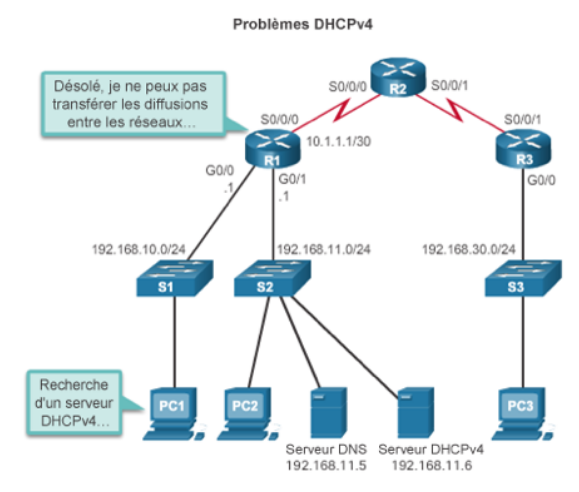 Problèmes DHCPv4
Désolé, je ne peux pas
transférer les diffusions
entre les réseaux...
R2
S0/0/0
S0/0/1
S0/0/0
10.1.1.1/30
S0/0/1
R1
R3
G0/0
.1
G0/1
.1
G0/0
192.168.10.0/24
192.168.11.0/24
192.168.30.0/24
S1
S2
S3
Recherche
d'un serveur
DHCPv4...
PC1
PC2
PC3
Serveur DNS
192.168.11.5
Serveur DHCPv4
192.168.11.6